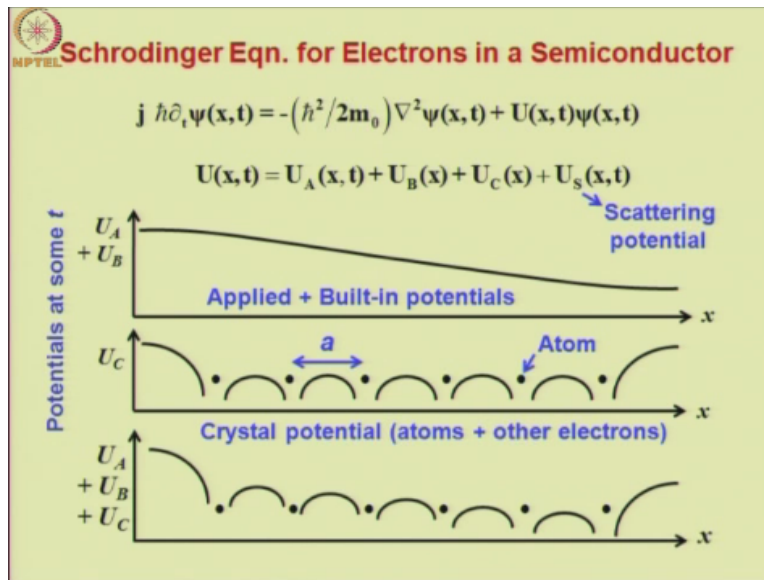 NPTEL
Schrodinger Eqn. for Electrons in a Semiconductor
j ℏ∂ₜψ(x,t) = -(ℏ²/2m₀)∇²ψ(x,t) + U(x,t)ψ(x,t)
U(x,t) = U_A(x,t) + U_B(x) + U_C(x) + U_S(x,t)
Scattering
potential
Potentials at some t
U_A
+ U_B
Applied + Built-in potentials
x
U_C
a
Atom
x
Crystal potential (atoms + other electrons)
U_A
+ U_B
+ U_C
x